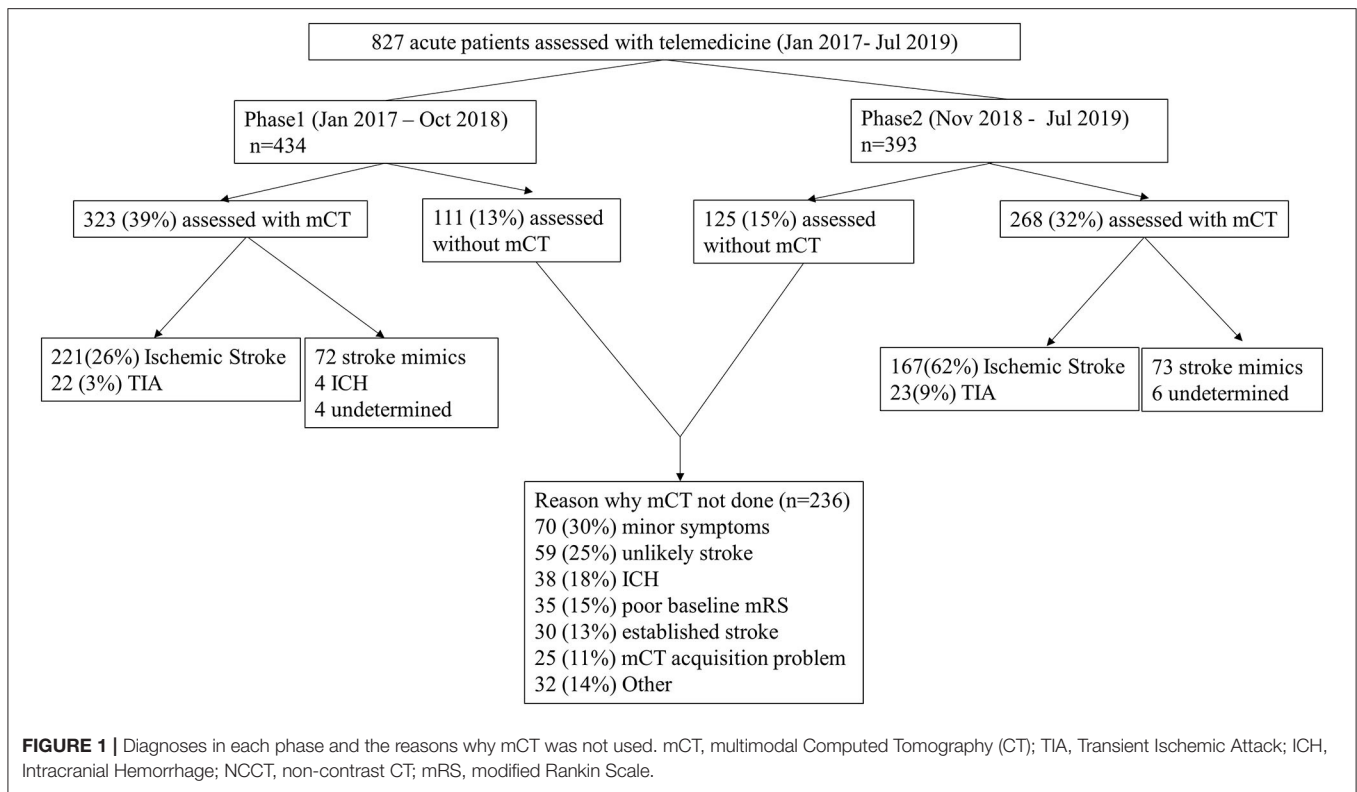 827 acute patients assessed with telemedicine (Jan 2017- Jul 2019)
Phase1 (Jan 2017 – Oct 2018)
n=434
Phase2 (Nov 2018 - Jul 2019)
n=393
323 (39%) assessed with mCT
111 (13%) assessed
without mCT
125 (15%) assessed
without mCT
268 (32%) assessed with mCT
221(26%) Ischemic Stroke
22 (3%) TIA
72 stroke mimics
4 ICH
4 undetermined
167(62%) Ischemic Stroke
23(9%) TIA
73 stroke mimics
6 undetermined
Reason why mCT not done (n=236)
70 (30%) minor symptoms
59 (25%) unlikely stroke
38 (18%) ICH
35 (15%) poor baseline mRS
30 (13%) established stroke
25 (11%) mCT acquisition problem
32 (14%) Other
FIGURE 1 | Diagnoses in each phase and the reasons why mCT was not used. mCT, multimodal Computed Tomography (CT); TIA, Transient Ischemic Attack; ICH,
Intracranial Hemorrhage; NCCT, non-contrast CT; mRS, modified Rankin Scale.